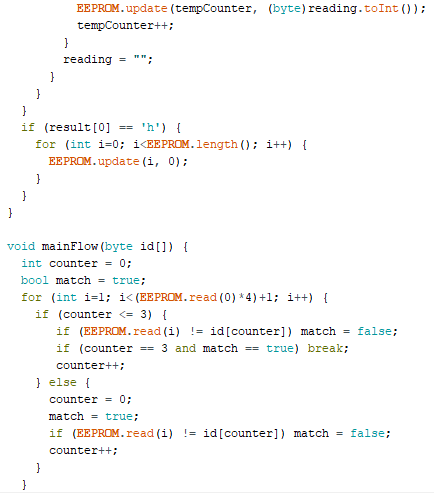 EEPROM.update(tempCounter, (byte)reading.toInt());
tempCounter++;
}
reading = "";
}
}
}
if (result[0] == 'h') {
for (int i=0; i<EEPROM.length(); i++) {
EEPROM.update(i, 0);
}
}
}
void mainFlow(byte id[]) {
int counter = 0;
bool match = true;
for (int i=1; i<(EEPROM.read(0)*4)+1; i++) {
if (counter <= 3) {
if (EEPROM.read(i) != id[counter]) match = false;
if (counter == 3 and match == true) break;
counter++;
} else {
counter = 0;
match = true;
if (EEPROM.read(i) != id[counter]) match = false;
counter++;
}
}